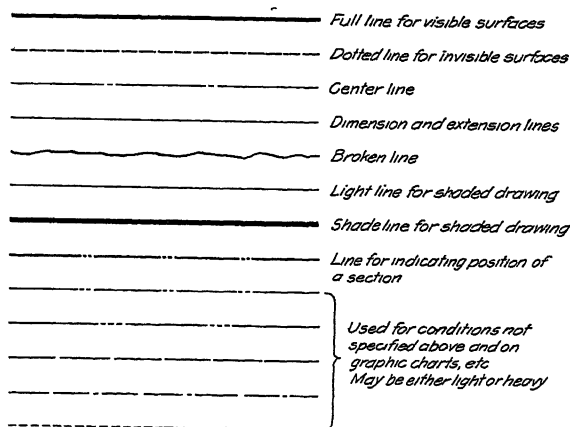 Full line for visible surfaces
Dotted line for invisible surfaces
Center line
Dimension and extension lines
Broken line
Light line for shaded drawing
Shade line for shaded drawing
Line for indicating position of
a section
Used for conditions not
specified above and on
graphic charts, etc
May be either light or heavy